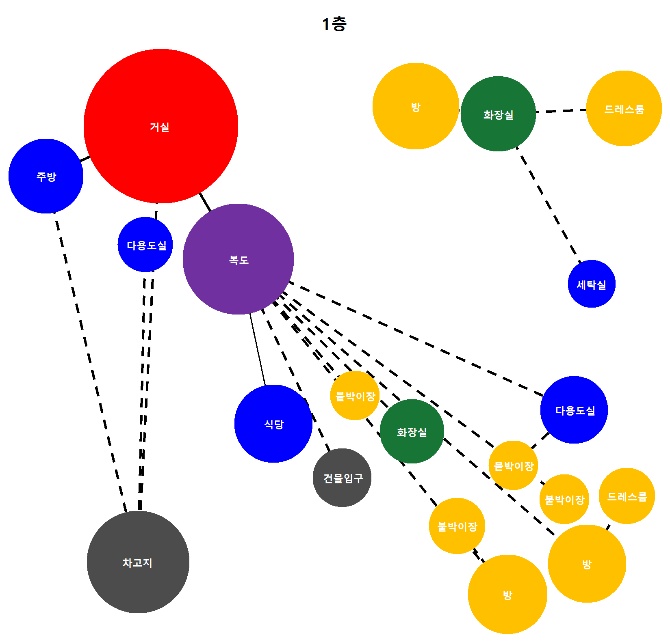 1층
거실
방
화장실
드레스룸
주방
다용도실
복도
세탁실
붙박이장
다용도실
식당
화장실
건물입구
붙박이장
붙박이장
드레스룸
붙박이장
차고지
방
방